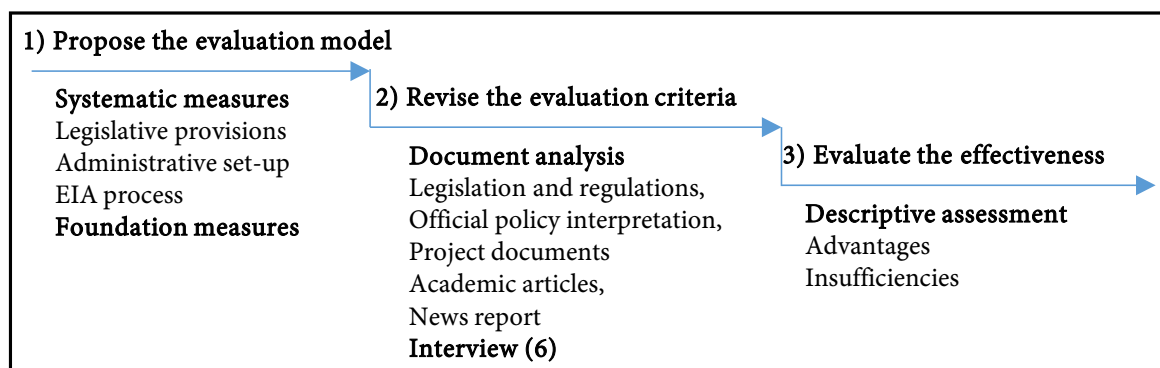 1) Propose the evaluation model
Systematic measures
Legislative provisions
Administrative set-up
EIA process
Foundation measures
2) Revise the evaluation criteria
Document analysis
Legislation and regulations,
Official policy interpretation,
Project documents
Academic articles,
News report
Interview (6)
3) Evaluate the effectiveness
Descriptive assessment
Advantages
Insufficiencies